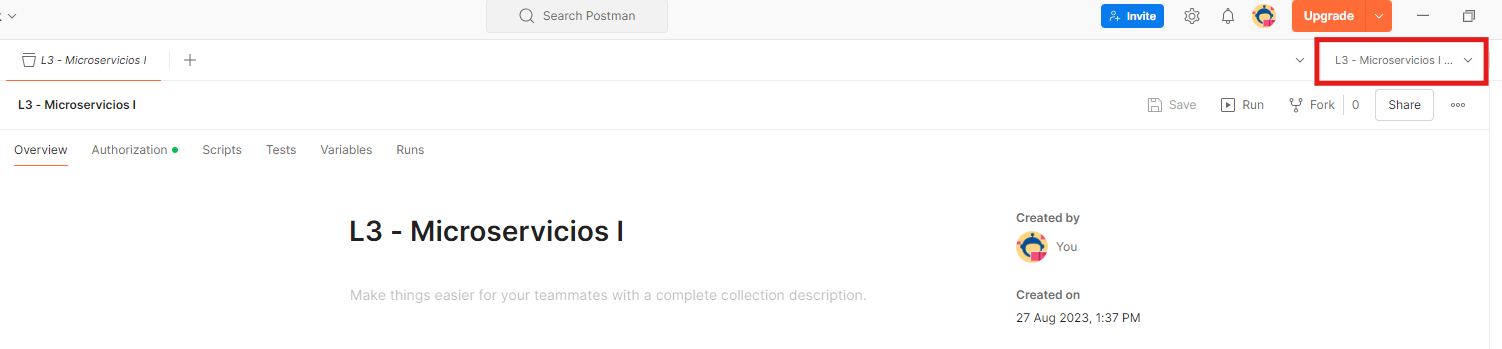 Search Postman
Invite
Upgrade
L3 - Microservicios I
L3 - Microservicios I ...
L3 - Microservicios I
Save
Run
Fork
0
Share
Overview
Authorization
Scripts
Tests
Variables
Runs
L3 - Microservicios I
Created by
You
Make things easier for your teammates with a complete collection description.
Created on
27 Aug 2023, 1:37 PM